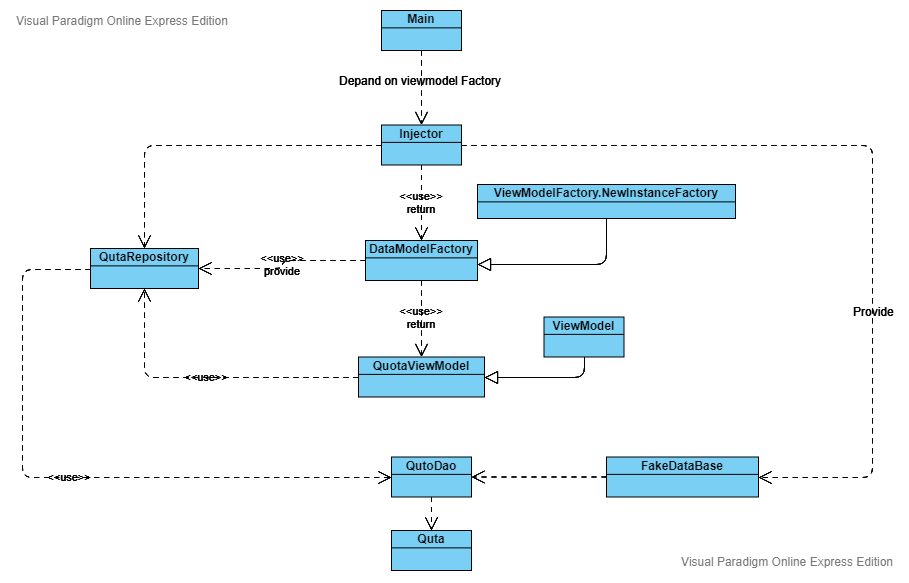 Visual Paradigm Online Express Edition
Main
Depand on viewmodel Factory
Injector
<<use>>
return
ViewModelFactory.NewInstanceFactory
QutaRepository
<<use>>
provide
DataModelFactory
<<use>>
return
Provide
ViewModel
QuotaViewModel
<<use>>
QutoDao
FakeDataBase
<<use>>
Quta
Visual Paradigm Online Express Edition